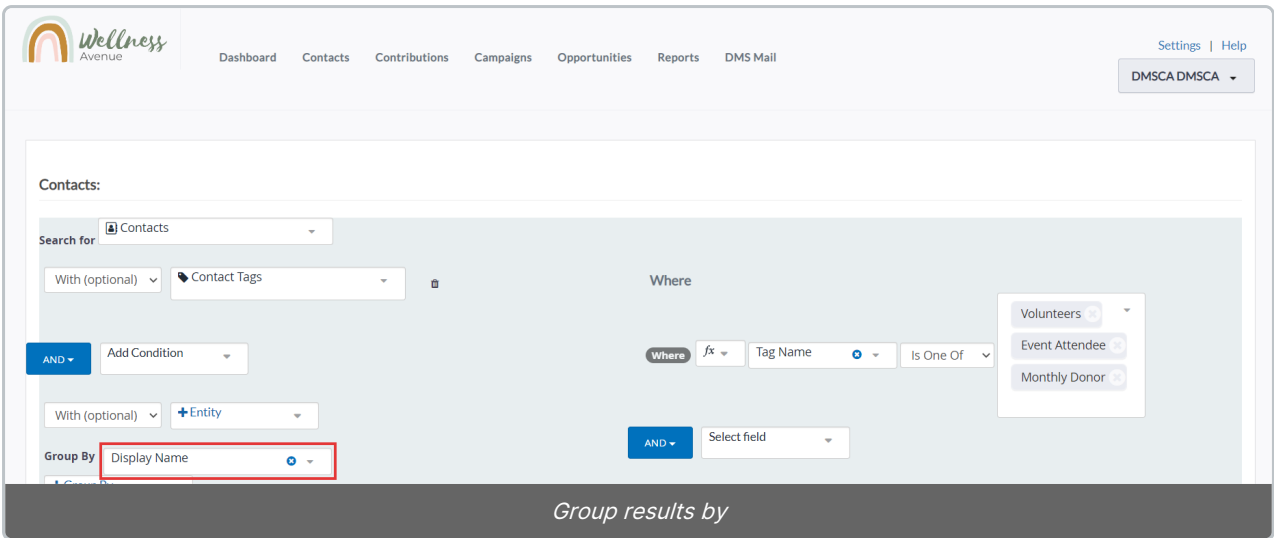 Wellness
Avenue
Dashboard Contacts Contributions Campaigns Opportunities Reports DMS Mail
Settings | Help
DMSCA DMSCA
Contacts:
Search for Contacts
With (optional) Contact Tags
Where
Volunteers
Event Attendee
Monthly Donor
AND Add Condition
Where fx Tag Name Is One Of
With (optional) +Entity
AND Select field
Group By Display Name
+ Group By
Group results by